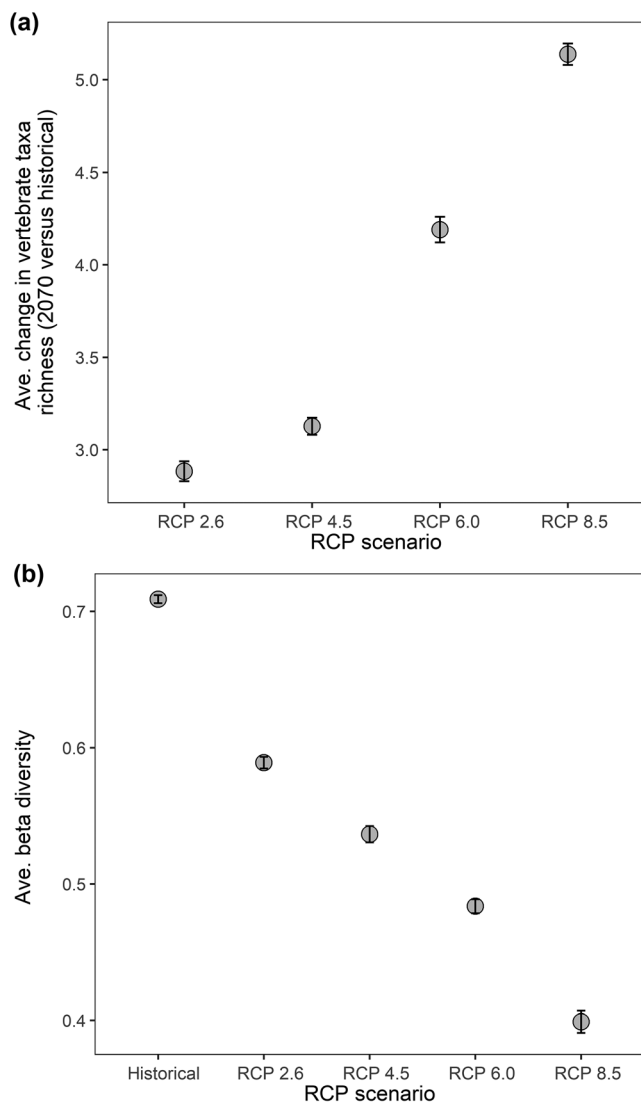 (a)
Ave. change in vertebrate taxa
richness (2070 versus historical)
5.0
4.5
4.0
3.5
3.0
RCP 2.6 RCP 4.5 RCP 6.0 RCP 8.5
RCP scenario
(b)
Ave. beta diversity
0.7
0.6
0.5
0.4
Historical RCP 2.6 RCP 4.5 RCP 6.0 RCP 8.5
RCP scenario